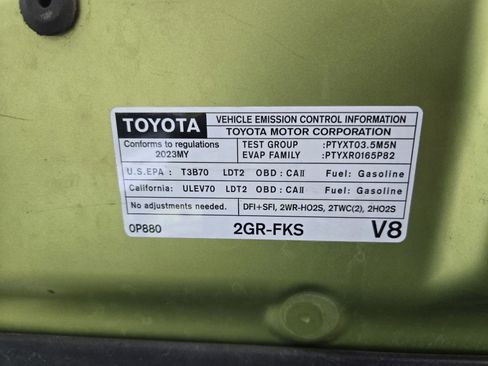 TOYOTA
VEHICLE EMISSION CONTROL INFORMATION
TOYOTA MOTOR CORPORATION
Conforms to regulations
2023MY
TEST GROUP :PTYXT03.5M5N
EVAP FAMILY :PTYXR0165P82
U.S.EPA : T3B70 LDT2 OBD : CAII Fuel: Gasoline
California: ULEV70 LDT2 OBD : CAII Fuel: Gasoline
No adjustments needed. DFI+SFI, 2WR-HO2S, 2TWC(2), 2HO2S
0P880 2GR-FKS V8